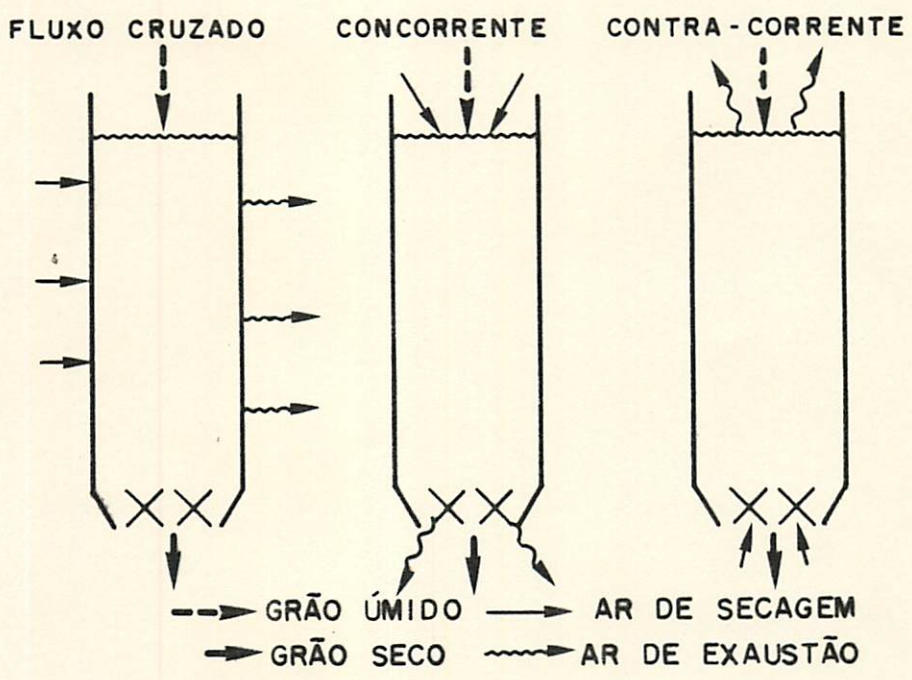 FLUXO CRUZADO
CONCORRENTE
CONTRA-CORRENTE
GRÃO ÚMIDO
AR DE SECAGEM
GRÃO SECO
AR DE EXAUSTÃO